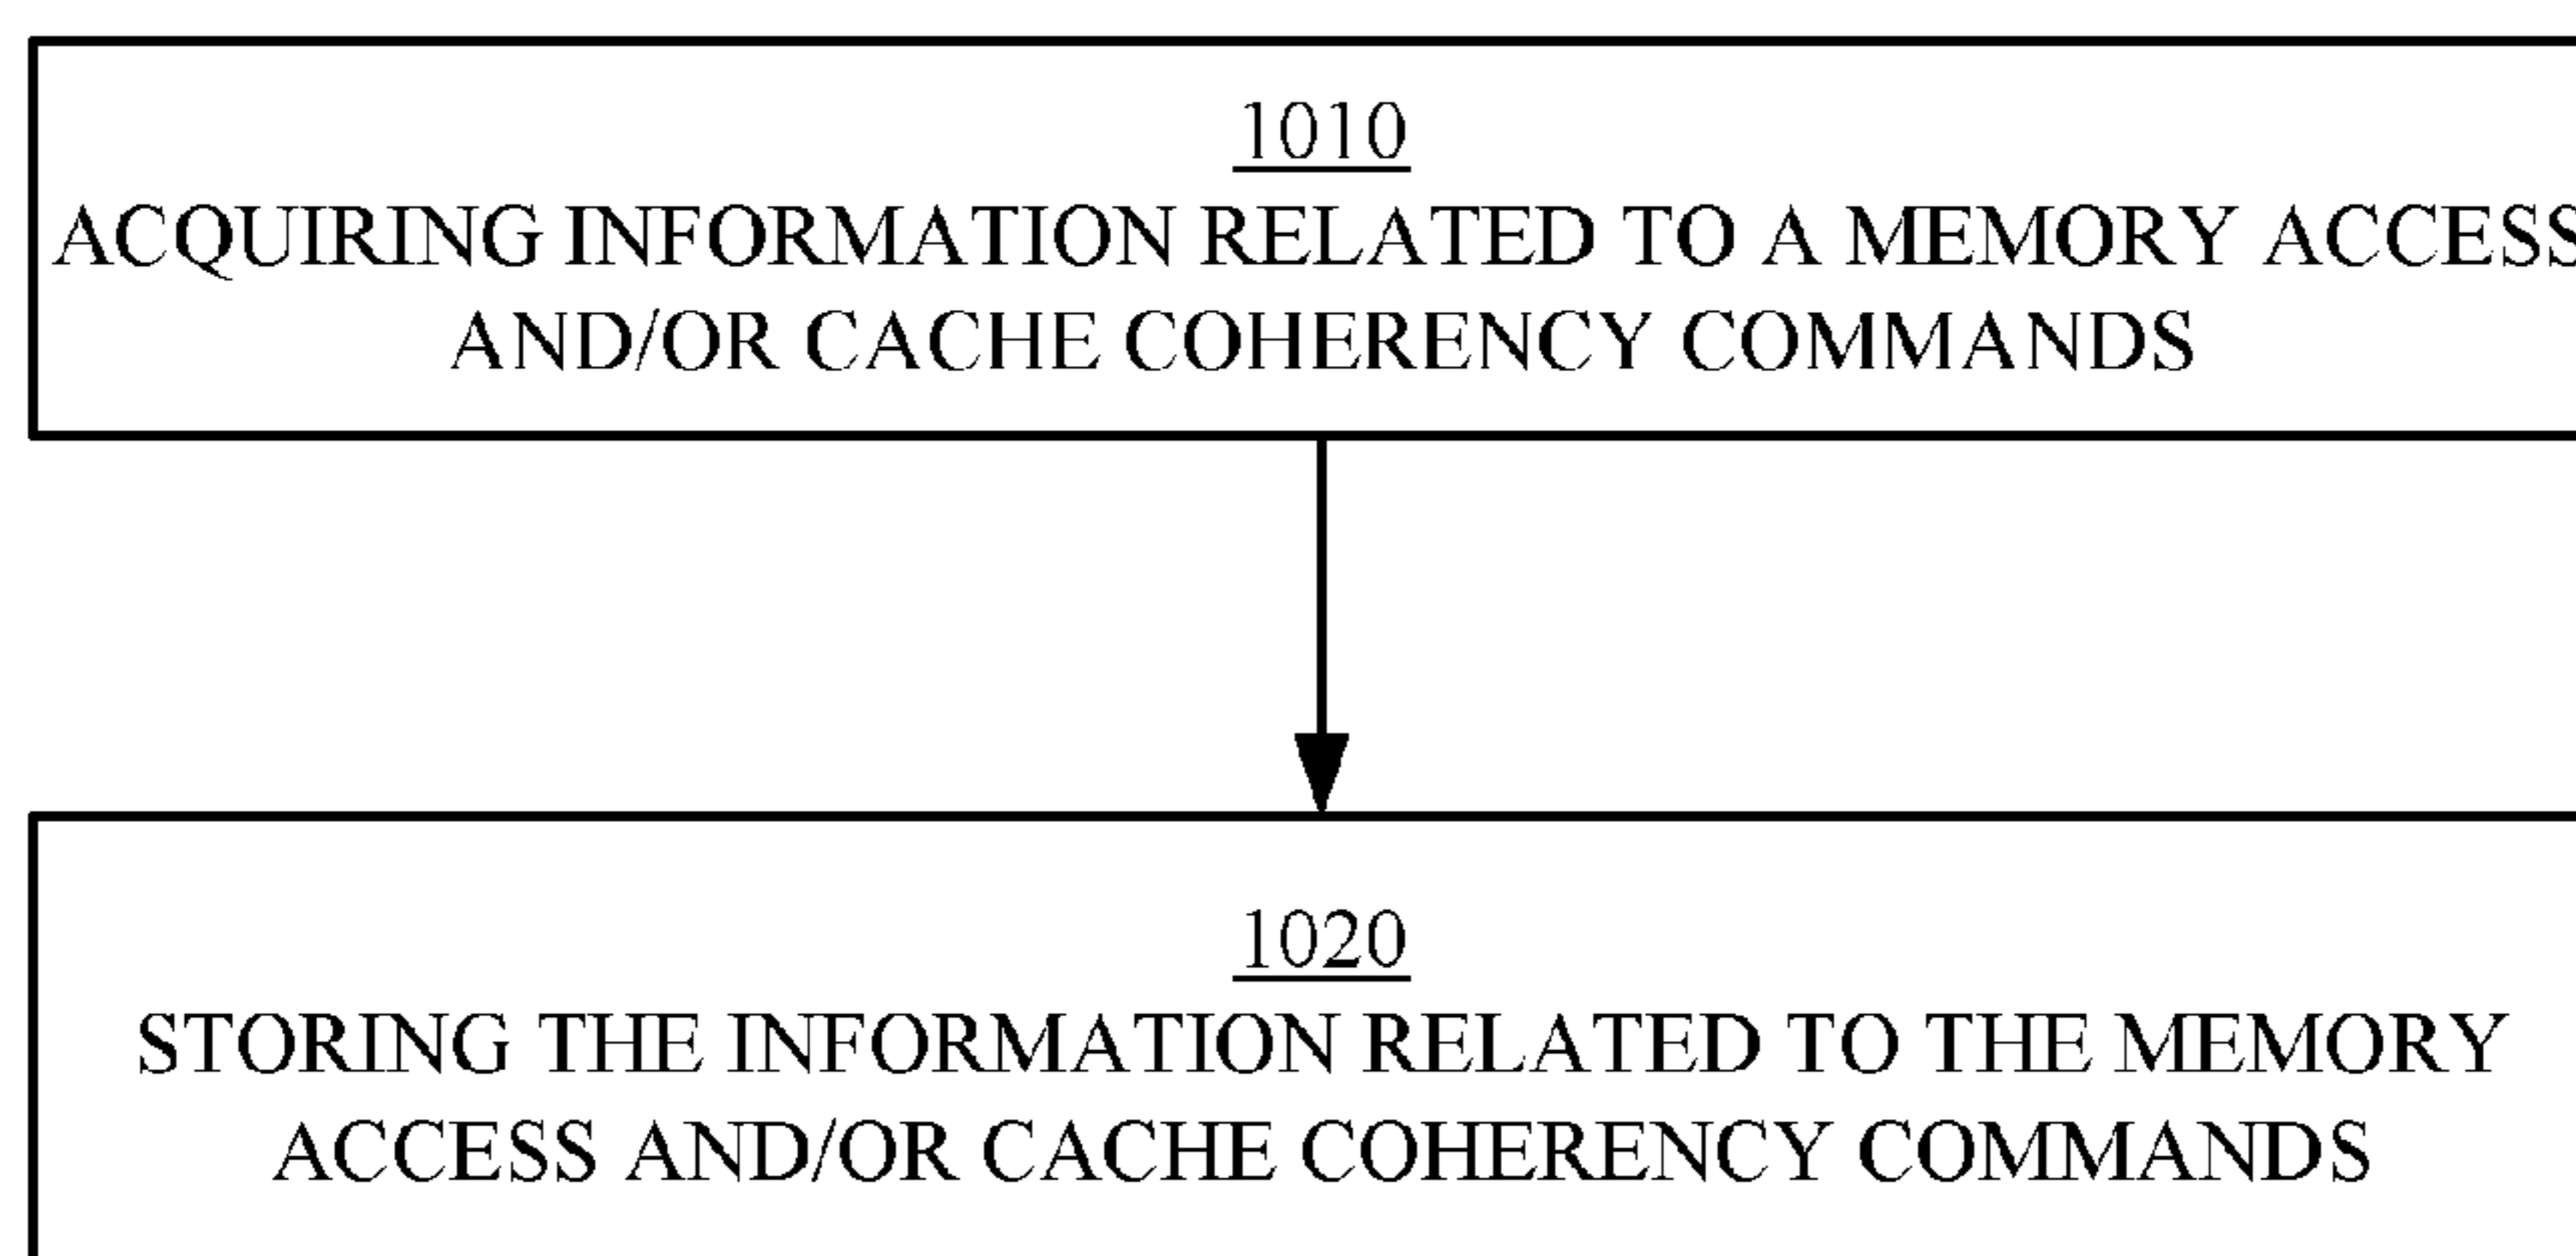 1010
ACQUIRING INFORMATION RELATED TO A MEMORY ACCESS
AND/OR CACHE COHERENCY COMMANDS
1020
STORING THE INFORMATION RELATED TO THE MEMORY
ACCESS AND/OR CACHE COHERENCY COMMANDS